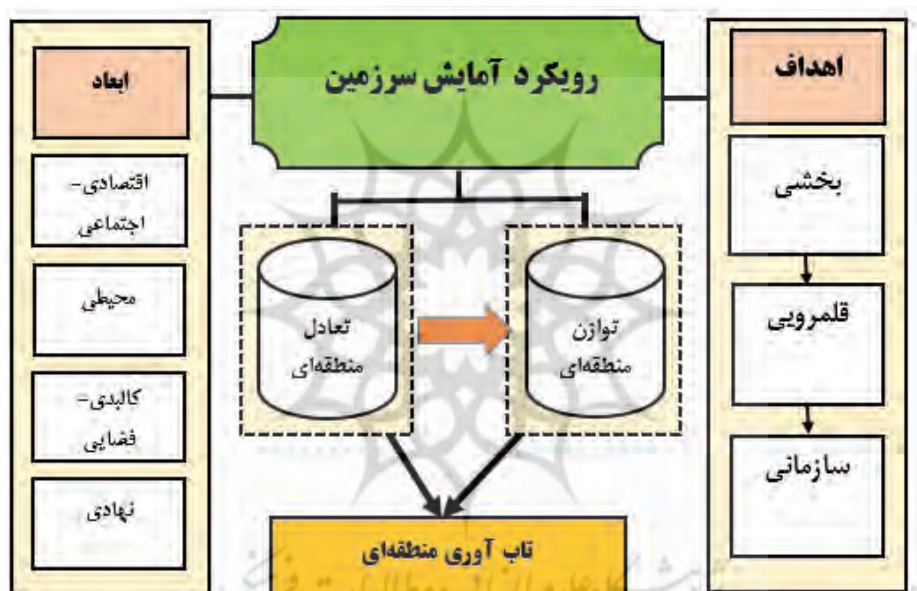 رویکرد آمایش سرزمین
اهداف
بخشی
قلمرویی
سازمانی
توازن
منطقه‌ای
تعادل
منطقه‌ای
تاب آوری منطقه‌ای
ابعاد
اقتصادی-
اجتماعی
محیطی
کالبدی-
فضایی
نهادی